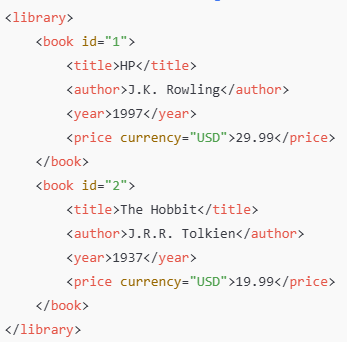 <library>
    <book id="1">
        <title>HP</title>
        <author>J.K. Rowling</author>
        <year>1997</year>
        <price currency="USD">29.99</price>
    </book>
    <book id="2">
        <title>The Hobbit</title>
        <author>J.R.R. Tolkien</author>
        <year>1937</year>
        <price currency="USD">19.99</price>
    </book>
</library>